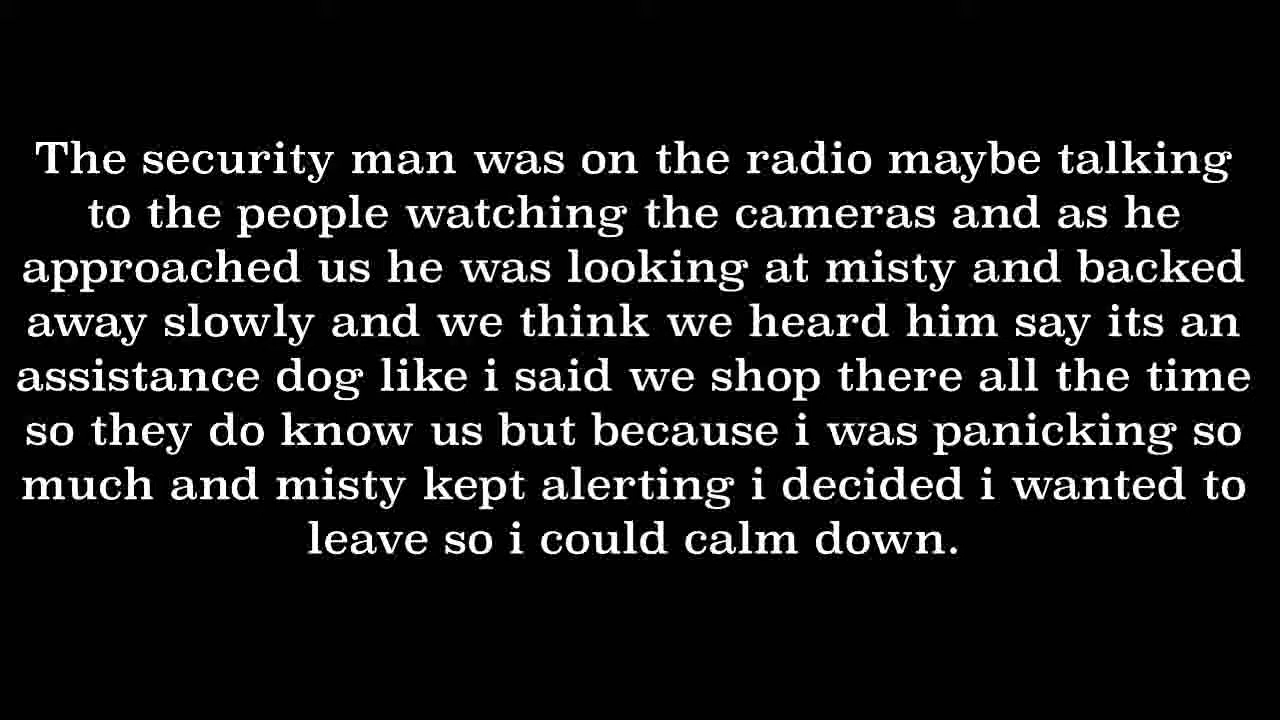 The security man was on the radio maybe talking
to the people watching the cameras and as he
approached us he was looking at misty and backed
away slowly and we think we heard him say its an
assistance dog like i said we shop there all the time
so they do know us but because i was panicking so
much and misty kept alerting i decided i wanted to
leave so i could calm down.